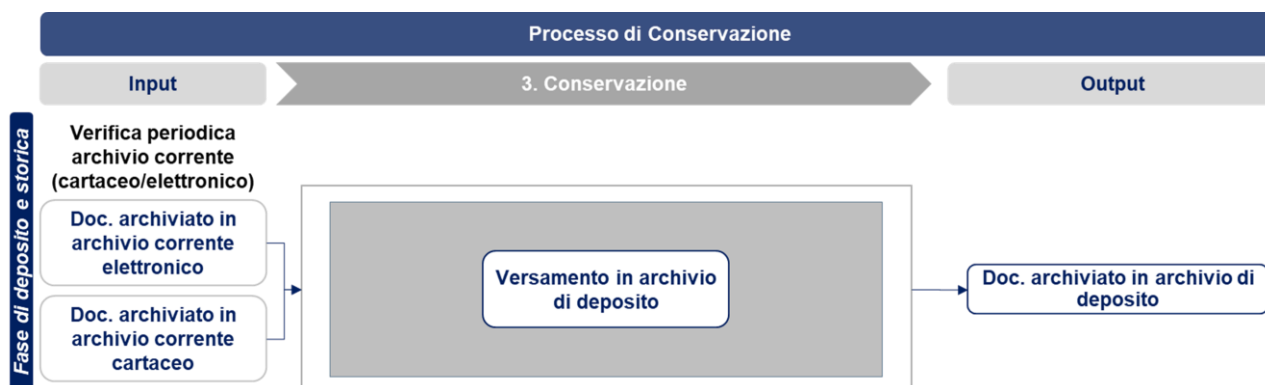 Processo di Conservazione
Input
3. Conservazione
Output
Fase di deposito e storica
Verifica periodica
archivio corrente
(cartaceo/elettronico)
Doc. archiviato in
archivio corrente
elettronico
Doc. archiviato in
archivio corrente
cartaceo
Versamento in archivio
di deposito
Doc. archiviato in archivio di
deposito